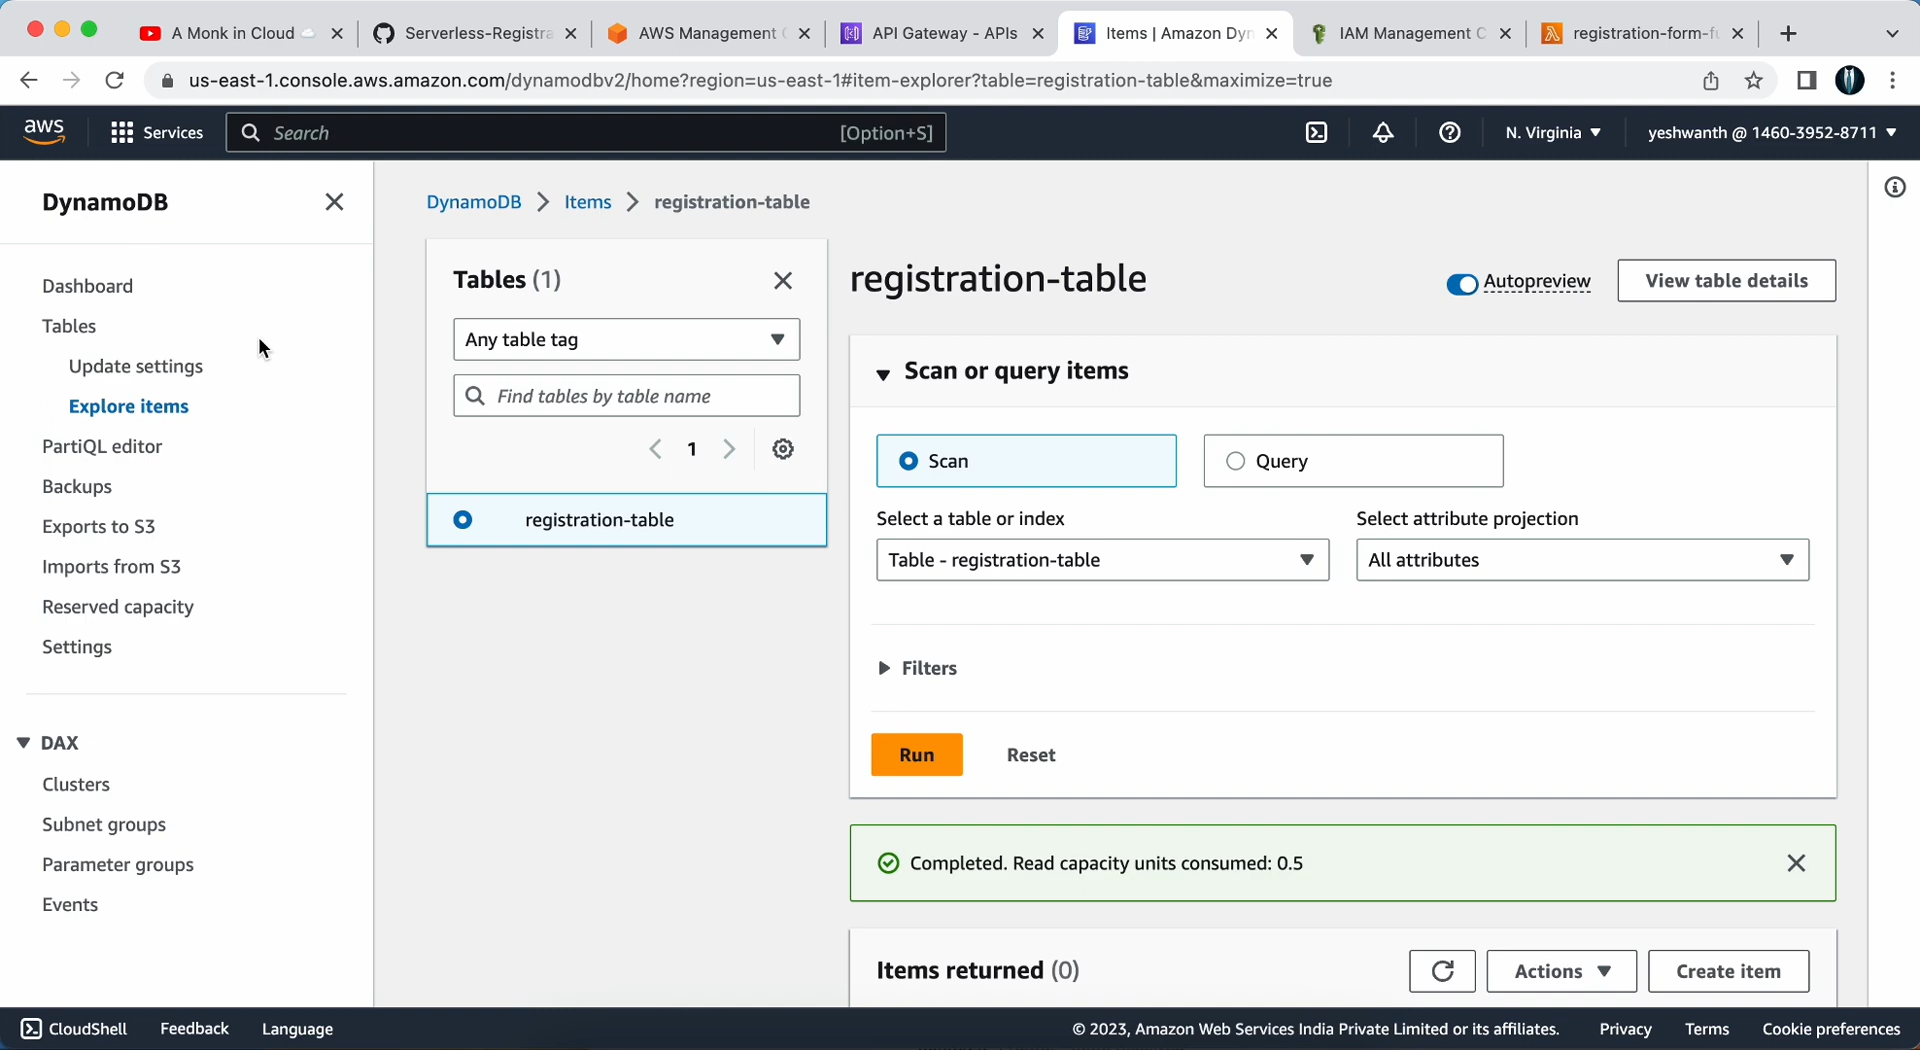 A Monk in Cloud
Serverless-Registra
AWS Management C
API Gateway - APIs
Items | Amazon Dyn
IAM Management C
registration-form-fu
us-east-1.console.aws.amazon.com/dynamodbv2/home?region=us-east-1#item-explorer?table=registration-table&maximize=true
aws
Services
Search
[Option+S]
N. Virginia
yeshwanth @ 1460-3952-8711
DynamoDB
Dashboard
Tables
Update settings
Explore items
PartiQL editor
Backups
Exports to S3
Imports from S3
Reserved capacity
Settings
DAX
Clusters
Subnet groups
Parameter groups
Events
DynamoDB
Items
registration-table
Tables (1)
Any table tag
Find tables by table name
1
registration-table
registration-table
Autopreview
View table details
Scan or query items
Scan
Query
Select a table or index
Select attribute projection
Table - registration-table
All attributes
Filters
Run
Reset
Completed. Read capacity units consumed: 0.5
Items returned (0)
Actions
Create item
CloudShell
Feedback
Language
© 2023, Amazon Web Services India Private Limited or its affiliates.
Privacy
Terms
Cookie preferences